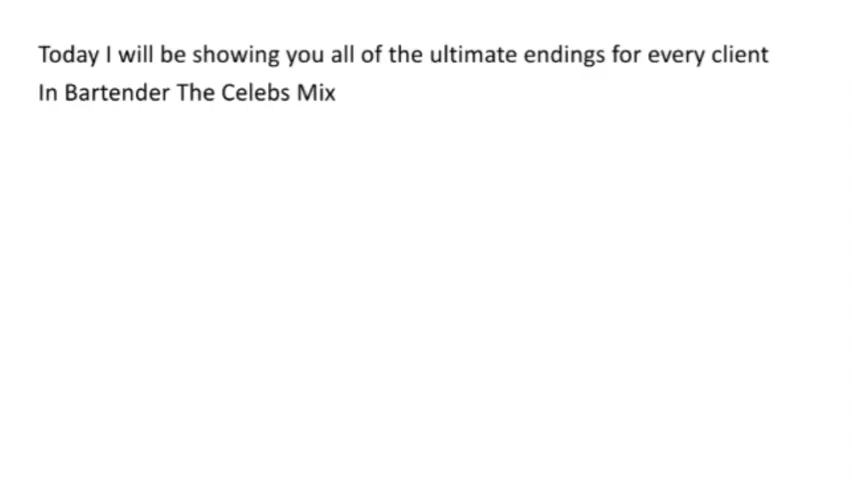 Today I will be showing you all of the ultimate endings for every client
In Bartender The Celebs Mix